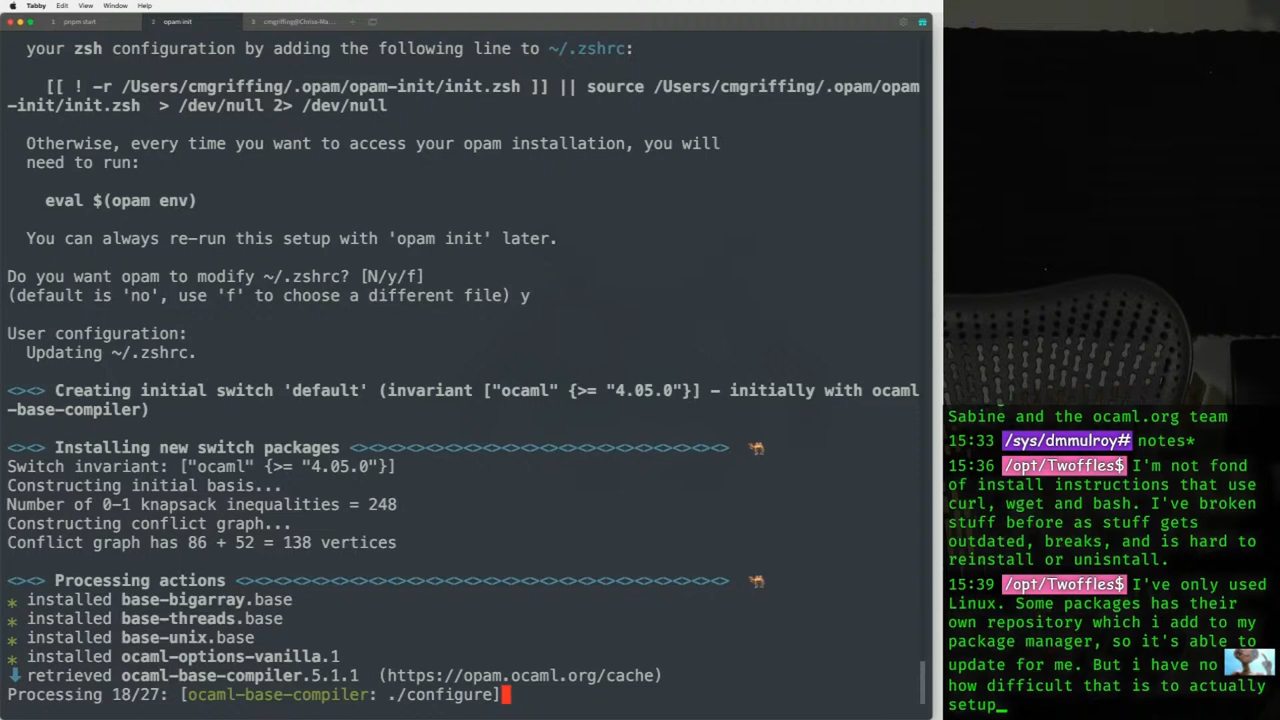 Tabby Edit View Window Help
pnpm start
2 opam init
3 cmgriffing@Chriss-Ma...
your zsh configuration by adding the following line to ~/.zshrc:
[[ ! -r /Users/cmgriffing/.opam/opam-init/init.zsh ]] || source /Users/cmgriffing/.opam/opam
-init/init.zsh > /dev/null 2> /dev/null
Otherwise, every time you want to access your opam installation, you will
need to run:
eval $(opam env)
You can always re-run this setup with 'opam init' later.
Do you want opam to modify ~/.zshrc? [N/y/f]
(default is 'no', use 'f' to choose a different file) y
User configuration:
Updating ~/.zshrc.
<><> Creating initial switch 'default' (invariant ["ocaml" {>= "4.05.0"}] - initially with ocaml
-base-compiler)
<><> Installing new switch packages <><><><><><><><><><><><><><><><><><><><>
Switch invariant: ["ocaml" {>= "4.05.0"}]
Constructing initial basis...
Number of 0-1 knapsack inequalities = 248
Constructing conflict graph...
Conflict graph has 86 + 52 = 138 vertices
<><> Processing actions <><><><><><><><><><><><><><><><><><><><><><><><><><>
* installed base-bigarray.base
* installed base-threads.base
* installed base-unix.base
* installed ocaml-options-vanilla.1
retrieved ocaml-base-compiler.5.1.1 (https://opam.ocaml.org/cache)
Processing 18/27: [ocaml-base-compiler: ./configure]
Sabine and the ocaml.org team
15:33 /sys/dmmulroy# notes*
15:36 /opt/Twoffles$ I'm not fond
of install instructions that use
curl, wget and bash. I've broken
stuff before as stuff gets
outdated, breaks, and is hard to
reinstall or unisntall.
15:39 /opt/Twoffles$ I've only used
Linux. Some packages has their
own repository which i add to my
package manager, so it's able to
update for me. But i have no
how difficult that is to actually
setup_